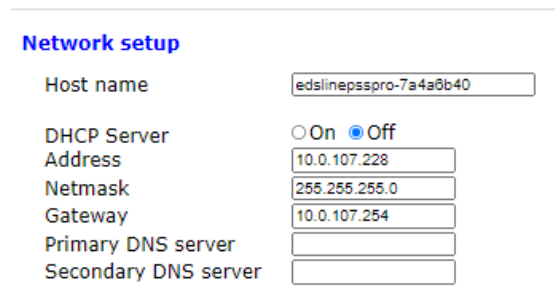 Network setup
Host name edslinepsspro-7a4a6b40
DHCP Server On Off
Address 10.0.107.228
Netmask 255.255.255.0
Gateway 10.0.107.254
Primary DNS server
Secondary DNS server